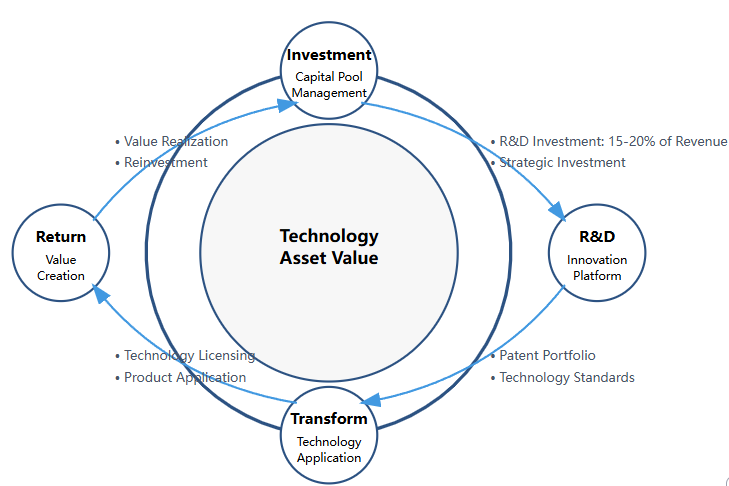 Investment
Capital Pool
Management
• Value Realization
• Reinvestment
• R&D Investment: 15-20% of Revenue
• Strategic Investment
Return
Value
Creation
Technology
Asset Value
R&D
Innovation
Platform
• Technology Licensing
• Product Application
• Patent Portfolio
• Technology Standards
Transform
Technology
Application